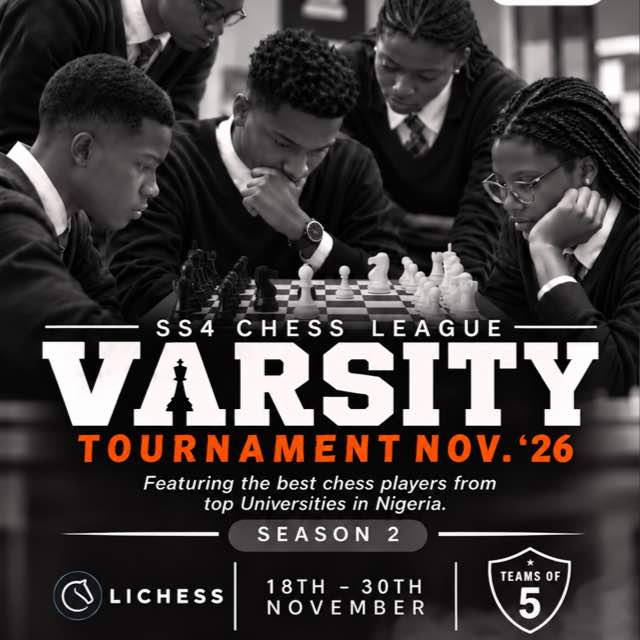 SS4 CHESS LEAGUE
VARSITY
TOURNAMENT NOV. ‘26
Featuring the best chess players from
top Universities in Nigeria.
SEASON 2
LICHESS
18TH – 30TH
NOVEMBER
TEAMS OF
5